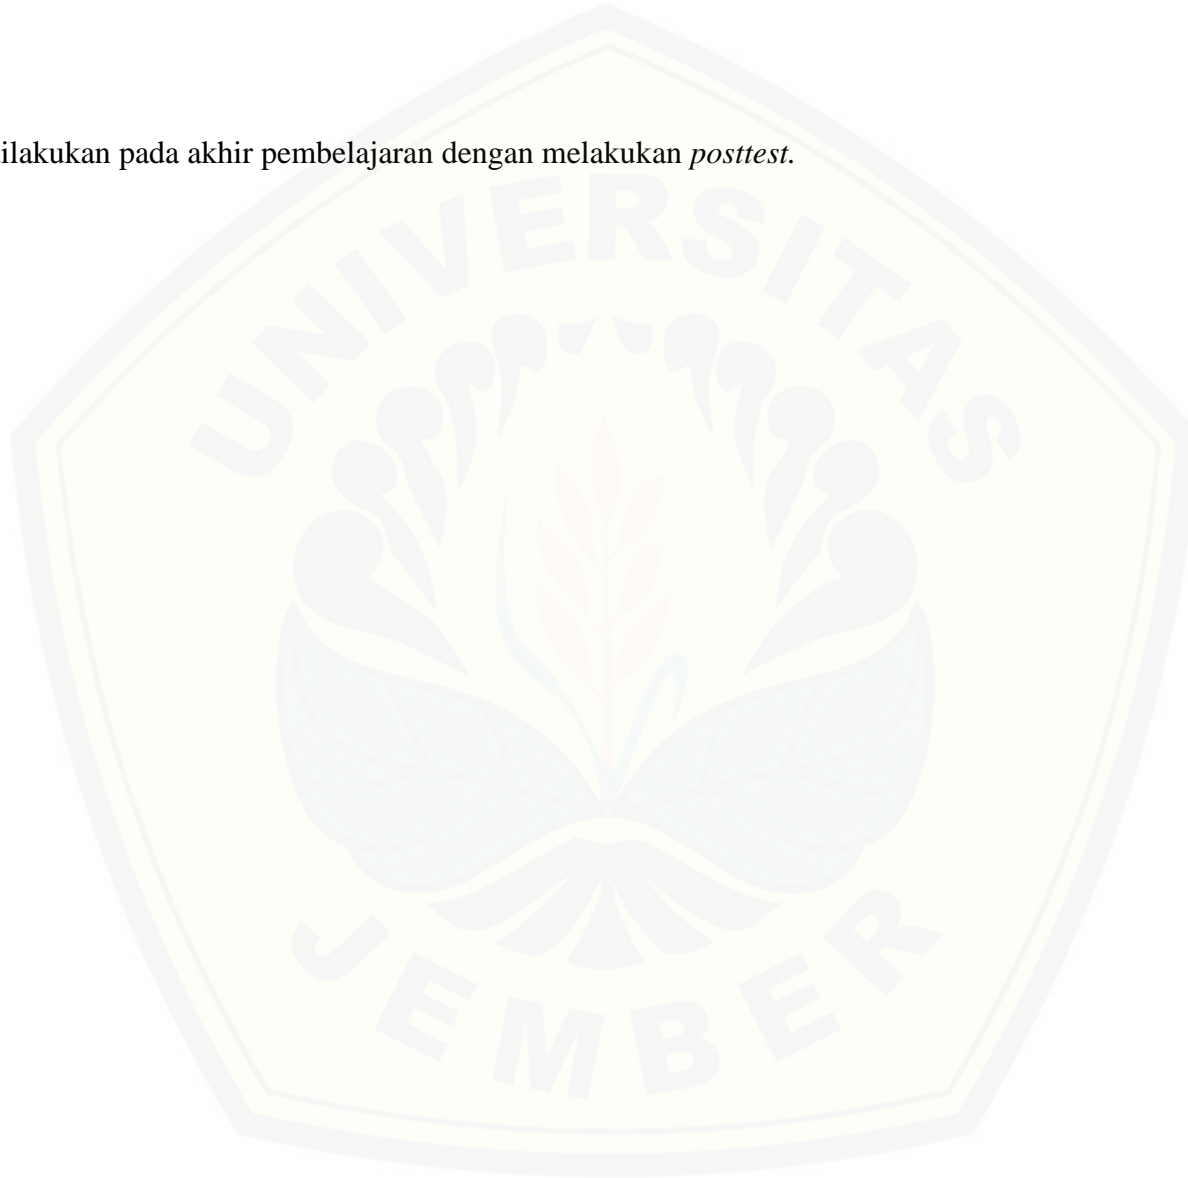 ilakukan pada akhir pembelajaran dengan melakukan posttest.
UNIVERSITAS
JEMBER